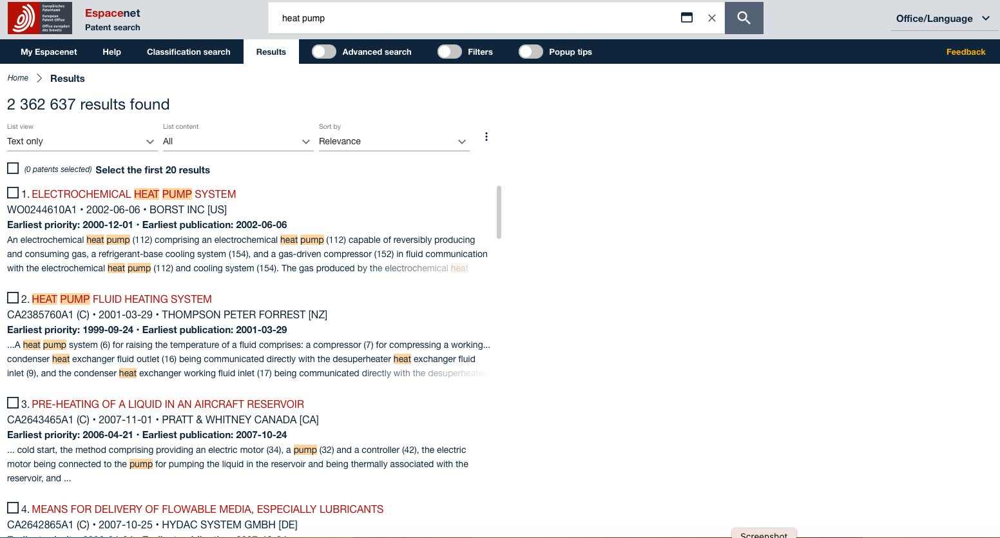 Europäisches
Patentamt
European
Patent Office
Office européen
des brevets
Espacenet
Patent search
heat pump
Office/Language
My Espacenet Help Classification search Results Advanced search Filters Popup tips Feedback
Home Results
2 362 637 results found
List view List content Sort by
Text only All Relevance
(0 patents selected) Select the first 20 results
1. ELECTROCHEMICAL HEAT PUMP SYSTEM
WO0244610A1 • 2002-06-06 • BORST INC [US]
Earliest priority: 2000-12-01 • Earliest publication: 2002-06-06
An electrochemical heat pump (112) comprising an electrochemical heat pump (112) capable of reversibly producing
and consuming gas, a refrigerant-base cooling system (154), and a gas-driven compressor (152) in fluid communication
with the electrochemical heat pump (112) and cooling system (154). The gas produced by the electrochemical heat
2. HEAT PUMP FLUID HEATING SYSTEM
CA2385760A1 (C) • 2001-03-29 • THOMPSON PETER FORREST [NZ]
Earliest priority: 1999-09-24 • Earliest publication: 2001-03-29
...A heat pump system (6) for raising the temperature of a fluid comprises: a compressor (7) for compressing a working...
condenser heat exchanger fluid outlet (16) being communicated directly with the desuperheater heat exchanger fluid
inlet (9), and the condenser heat exchanger working fluid inlet (17) being communicated directly with the desuperheater
3. PRE-HEATING OF A LIQUID IN AN AIRCRAFT RESERVOIR
CA2643465A1 (C) • 2007-11-01 • PRATT & WHITNEY CANADA [CA]
Earliest priority: 2006-04-21 • Earliest publication: 2007-10-24
... cold start, the method comprising providing an electric motor (34), a pump (32) and a controller (42), the electric
motor being connected to the pump for pumping the liquid in the reservoir and being thermally associated with the
reservoir, and ...
4. MEANS FOR DELIVERY OF FLOWABLE MEDIA, ESPECIALLY LUBRICANTS
CA2642865A1 (C) • 2007-10-25 • HYDAC SYSTEM GMBH [DE]
Screenshot